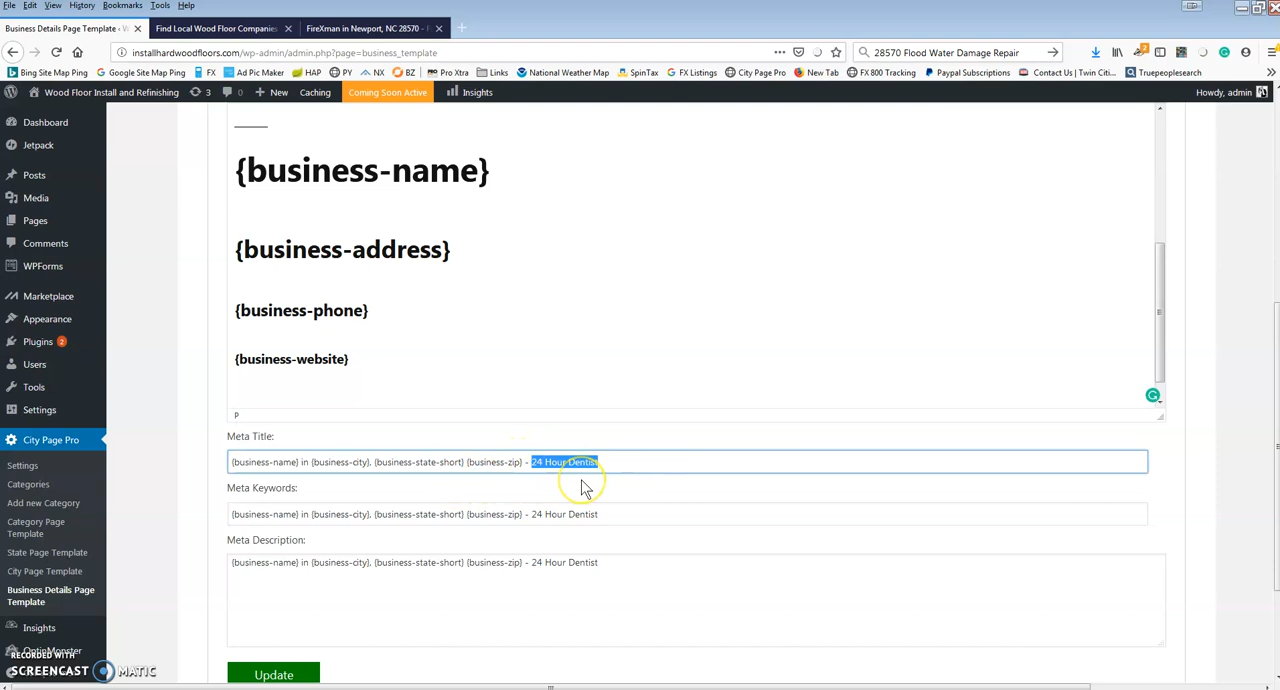 File Edit View History Bookmarks Tools Help
Business Details Page Template ‹ W
Find Local Wood Floor Companies
FireXman in Newport, NC 28570 - F
installhardwoodfloors.com/wp-admin/admin.php?page=business_template
28570 Flood Water Damage Repair
Bing Site Map Ping Google Site Map Ping FX Ad Pic Maker HAP PY NX BZ Pro Xtra Links National Weather Map SpinTax FX Listings City Page Pro New Tab FX 800 Tracking Paypal Subscriptions Contact Us | Twin Citi... Truepeoplesearch
Wood Floor Install and Refinishing 3 0 New Caching Coming Soon Active Insights Howdy, admin
Dashboard
Jetpack
Posts
Media
Pages
Comments
WPForms
Marketplace
Appearance
Plugins 2
Users
Tools
Settings
City Page Pro
Settings
Categories
Add new Category
Category Page
Template
State Page Template
City Page Template
Business Details Page
Template
Insights
OptinMonster
{business-name}
{business-address}
{business-phone}
{business-website}
P
Meta Title:
{business-name} in {business-city}, {business-state-short} {business-zip} - 24 Hour Dentist
Meta Keywords:
{business-name} in {business-city}, {business-state-short} {business-zip} - 24 Hour Dentist
Meta Description:
{business-name} in {business-city}, {business-state-short} {business-zip} - 24 Hour Dentist
Update
RECORDED WITH
SCREENCAST MATIC